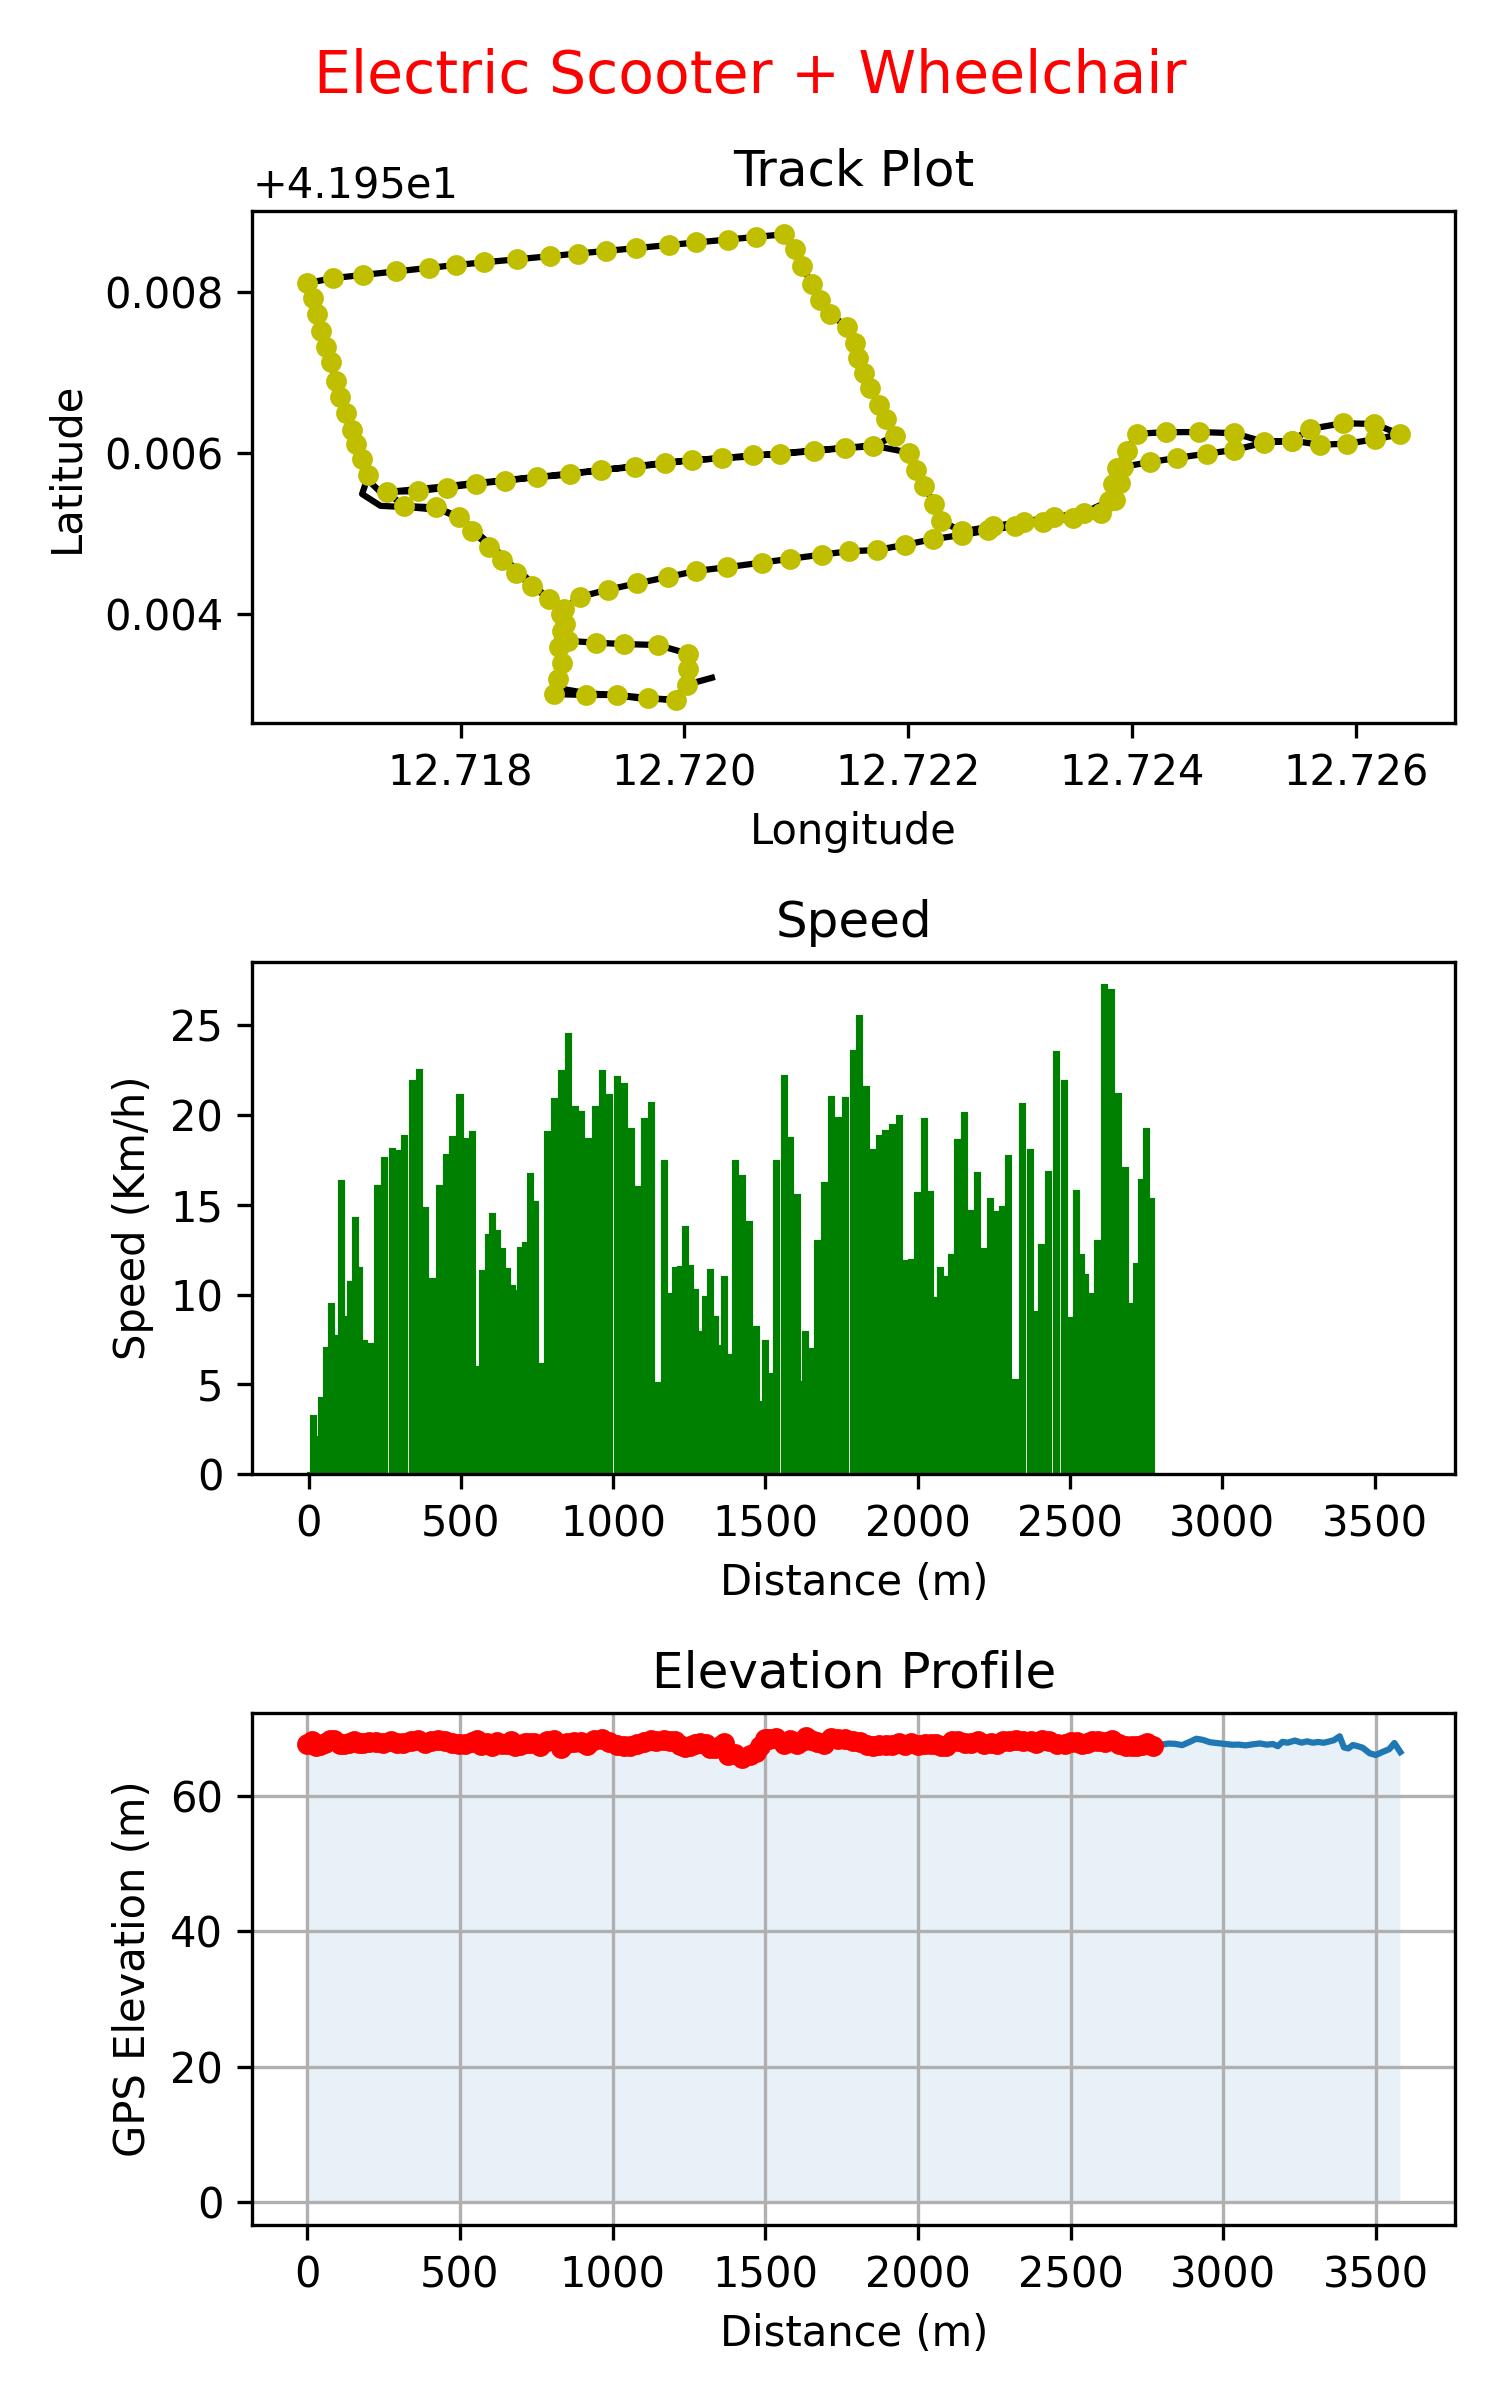 Electric Scooter + Wheelchair
Track Plot
+4.195e1
0.008
0.006
0.004
Latitude
12.718 12.720 12.722 12.724 12.726
Longitude
Speed
25
20
15
10
5
0
Speed (Km/h)
0 500 1000 1500 2000 2500 3000 3500
Distance (m)
Elevation Profile
60
40
20
0
GPS Elevation (m)
0 500 1000 1500 2000 2500 3000 3500
Distance (m)